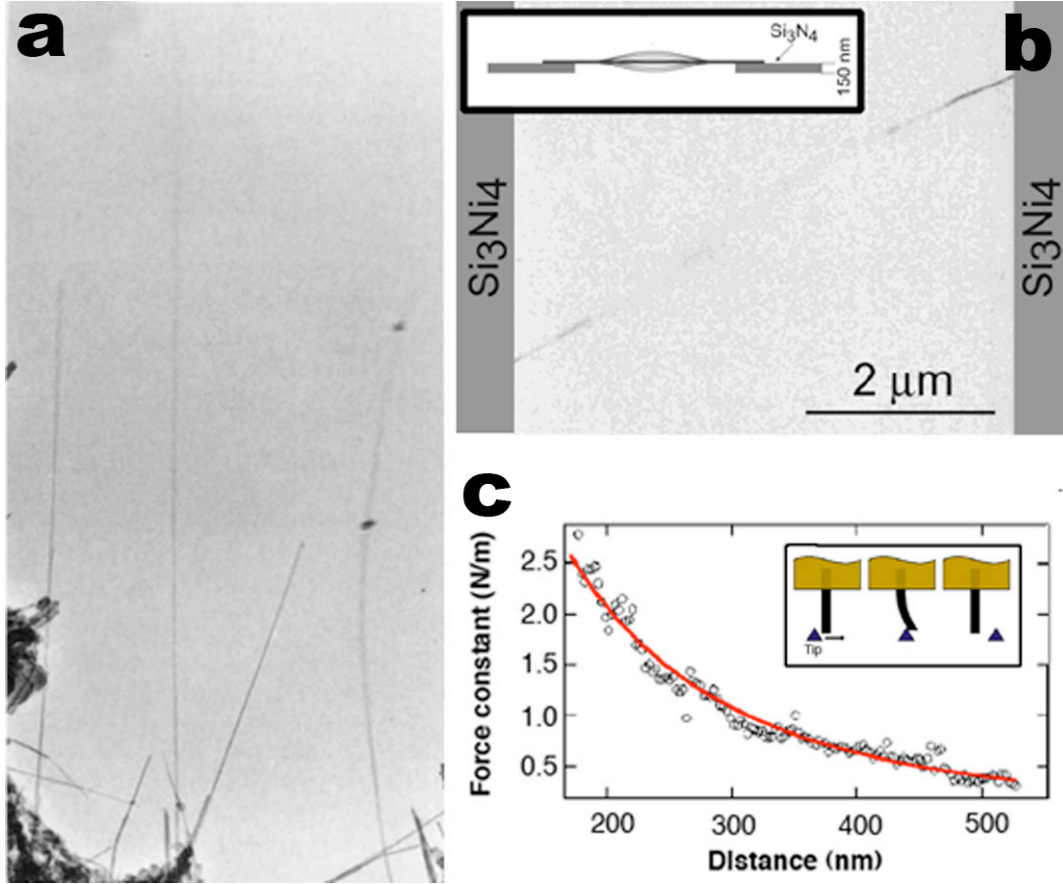 a
b
Si3N4
150 nm
Si3Ni4
Si3Ni4
2 μm
c
Force constant (N/m)
2.5
2.0
1.5
1.0
0.5
Tip
200
300
400
500
Distance (nm)